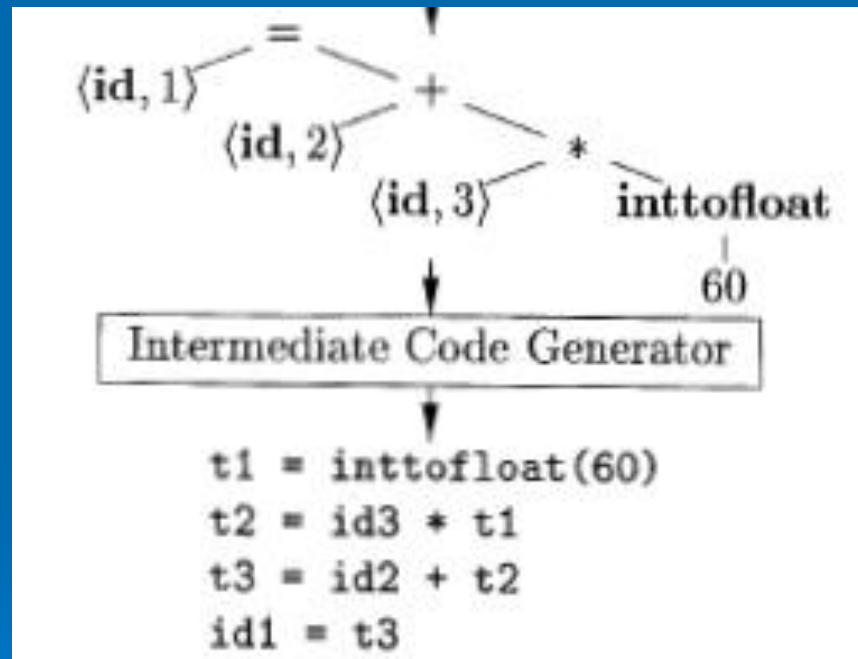 =
⟨id, 1⟩
+
⟨id, 2⟩
*
⟨id, 3⟩ inttofloat
60
Intermediate Code Generator
t1 = inttofloat(60)
t2 = id3 * t1
t3 = id2 + t2
id1 = t3